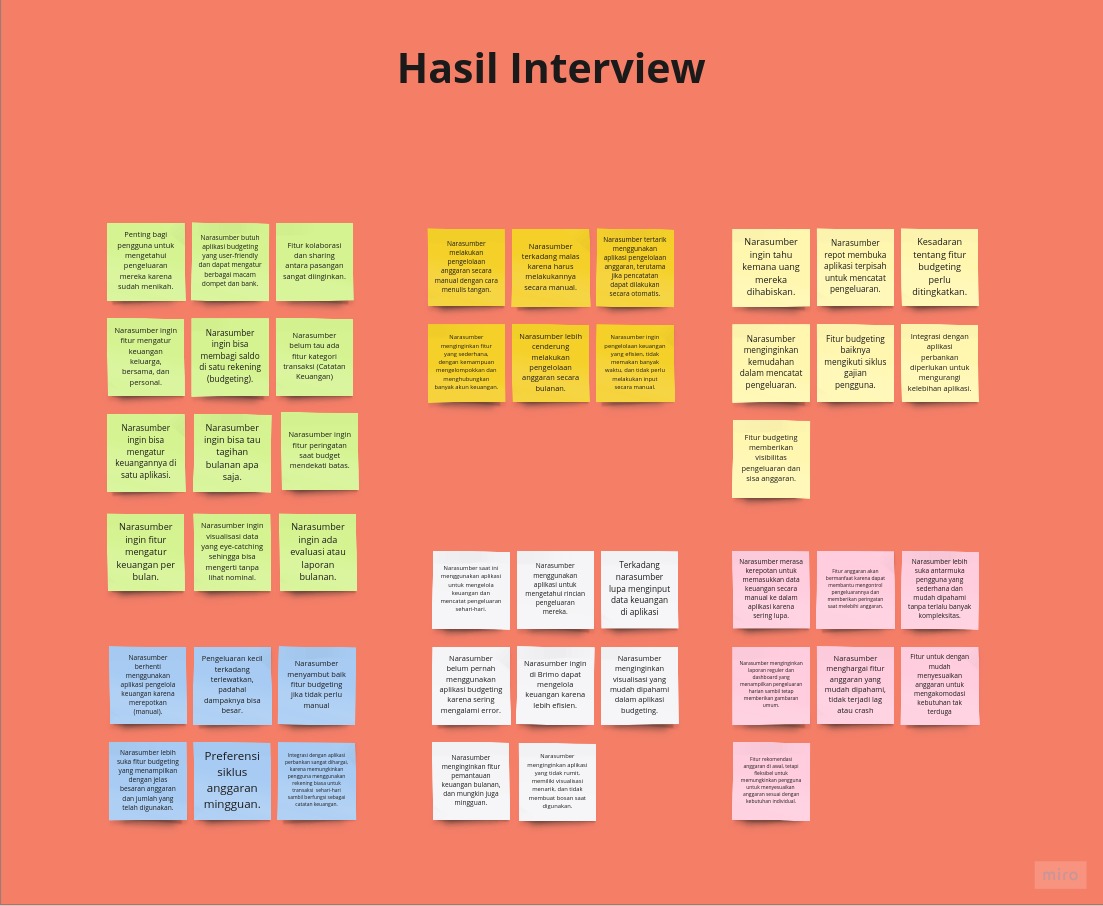 Hasil Interview
Penting bagi
pengguna untuk
mengetahui
pengeluaran
mereka karena
sudah menikah.
Narasumber butuh
aplikasi budgeting
yang user-friendly
dan dapat mengatur
berbagai macam
dompet dan bank.
Fitur kolaborasi
dan sharing
antara pasangan
sangat diinginkan.
Narasumber ingin
fitur mengatur
keuangan
keluarga,
bersama, dan
personal.
Narasumber
ingin bisa
membagi saldo
di satu rekening
(budgeting).
Narasumber
belum tau ada
fitur kategori
transaksi (Catatan
Keuangan)
Narasumber
ingin bisa
mengatur
keuangannya di
satu aplikasi.
Narasumber
ingin bisa tau
tagihan
bulanan apa
saja.
Narasumber ingin
fitur peringatan
saat budget
mendekati batas.
Narasumber
ingin fitur
mengatur
keuangan per
bulan.
Narasumber ingin
visualisasi data
yang eye-catching
sehingga bisa
mengerti tanpa
lihat nominal.
Narasumber
ingin ada
evaluasi atau
laporan
bulanan.
Narasumber
melakukan
pengelolaan
anggaran secara
manual dengan cara
menulis tangan.
Narasumber
terkadang malas
karena harus
melakukannya
secara manual.
Narasumber tertarik
menggunakan
aplikasi pengelolaan
anggaran, terutama
jika pencatatan
dapat dilakukan
secara otomatis.
Narasumber
menginginkan fitur
yang sederhana,
dengan kemampuan
mengelompokkan dan
menghubungkan
banyak akun keuangan.
Narasumber lebih
cenderung
melakukan
pengelolaan
anggaran secara
bulanan.
Narasumber ingin
pengelolaan keuangan
yang efisien, tidak
memakan banyak
waktu, dan tidak perlu
melakukan input
secara manual.
Narasumber
ingin tahu
kemana uang
mereka
dihabiskan.
Narasumber
repot membuka
aplikasi terpisah
untuk mencatat
pengeluaran.
Kesadaran
tentang fitur
budgeting
perlu
ditingkatkan.
Narasumber
menginginkan
kemudahan
dalam mencatat
pengeluaran.
Fitur budgeting
baiknya
mengikuti siklus
gajian
pengguna.
Integrasi dengan
aplikasi
perbankan
diperlukan untuk
mengurangi
kelebihan aplikasi.
Fitur budgeting
memberikan
visibilitas
pengeluaran dan
sisa anggaran.
Narasumber
berhenti
menggunakan
aplikasi pengelola
keuangan karena
merepotkan
(manual).
Pengeluaran kecil
terkadang
terlewatkan,
padahal
dampaknya bisa
besar.
Narasumber
menyambut baik
fitur budgeting
jika tidak perlu
manual
Narasumber lebih
suka fitur budgeting
yang menampilkan
dengan jelas
besaran anggaran
dan jumlah yang
telah digunakan.
Preferensi
siklus
anggaran
mingguan.
Integrasi dengan aplikasi
perbankan sangat dihargai,
karena memungkinkan
pengguna menggunakan
rekening biasa untuk
transaksi sehari-hari
sambil berfungsi sebagai
catatan keuangan.
Narasumber saat ini
menggunakan aplikasi
untuk mengelola
keuangan dan
mencatat pengeluaran
sehari-hari.
Narasumber
menggunakan
aplikasi untuk
mengetahui rincian
pengeluaran
mereka.
Terkadang
narasumber
lupa menginput
data keuangan
di aplikasi
Narasumber
belum pernah
menggunakan
aplikasi budgeting
karena sering
mengalami error.
Narasumber ingin
di Brimo dapat
mengelola
keuangan karena
lebih efisien.
Narasumber
menginginkan
visualisasi yang
mudah dipahami
dalam aplikasi
budgeting.
Narasumber
menginginkan fitur
pemantauan
keuangan bulanan,
dan mungkin juga
mingguan.
Narasumber
menginginkan aplikasi
yang tidak rumit,
memiliki visualisasi
menarik, dan tidak
membuat bosan saat
digunakan.
Narasumber merasa
kerepotan untuk
memasukkan data
keuangan secara
manual ke dalam
aplikasi karena
sering lupa.
Fitur anggaran akan
bermanfaat karena dapat
membantu mengontrol
pengeluarannya dan
memberikan peringatan
saat melebihi anggaran.
Narasumber lebih
suka antarmuka
pengguna yang
sederhana dan
mudah dipahami
tanpa terlalu banyak
kompleksitas.
Narasumber menginginkan
laporan reguler dan
dashboard yang
menampilkan pengeluaran
harian sambil tetap
memberikan gambaran
umum.
Narasumber
menghargai fitur
anggaran yang
mudah dipahami,
tidak terjadi lag
atau crash
Fitur untuk dengan
mudah
menyesuaikan
anggaran untuk
mengakomodasi
kebutuhan tak
terduga
Fitur rekomendasi
anggaran di awal, tetapi
fleksibel untuk
memungkinkan pengguna
untuk menyesuaikan
anggaran sesuai dengan
kebutuhan individual.
miro